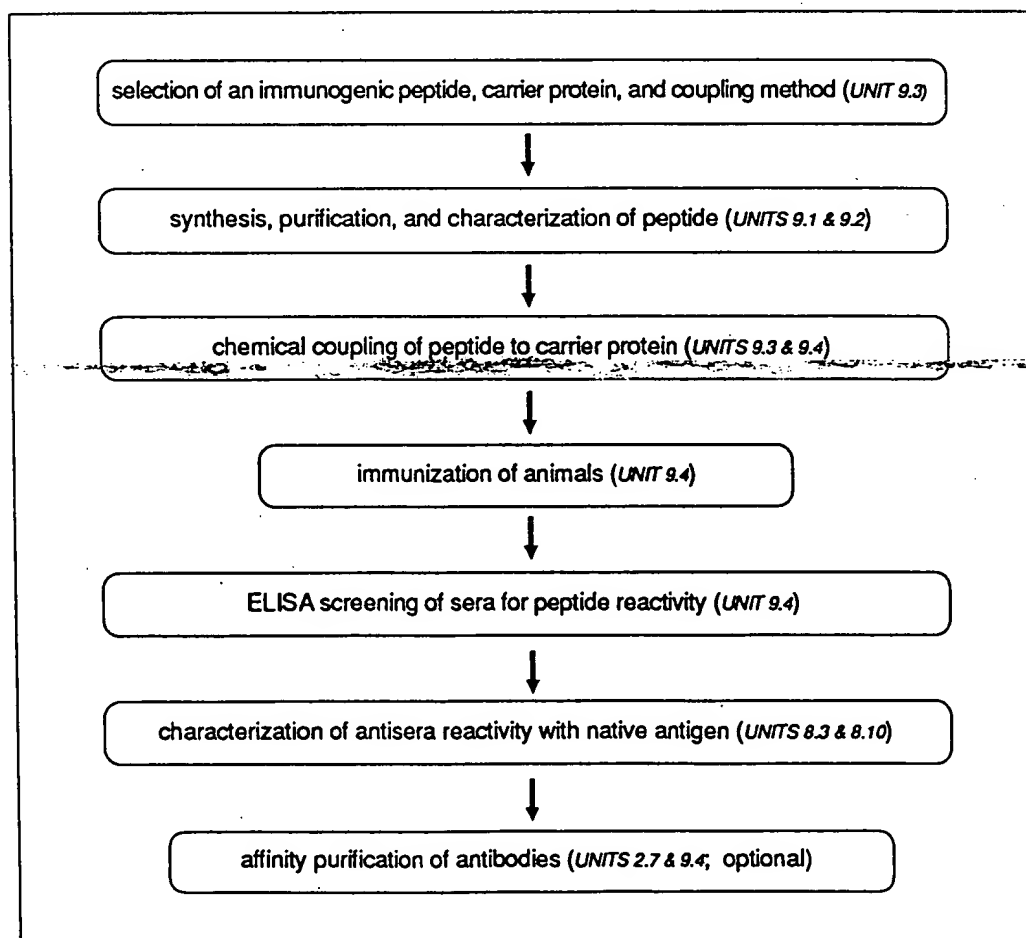 selection of an immunogenic peptide, carrier protein, and coupling method (UNIT 9.3)
synthesis, purification, and characterization of peptide (UNITS 9.1 & 9.2)
chemical coupling of peptide to carrier protein (UNITS 9.3 & 9.4)
immunization of animals (UNIT 9.4)
ELISA screening of sera for peptide reactivity (UNIT 9.4)
characterization of antisera reactivity with native antigen (UNITS 8.3 & 8.10)
affinity purification of antibodies (UNITS 2.7 & 9.4; optional)